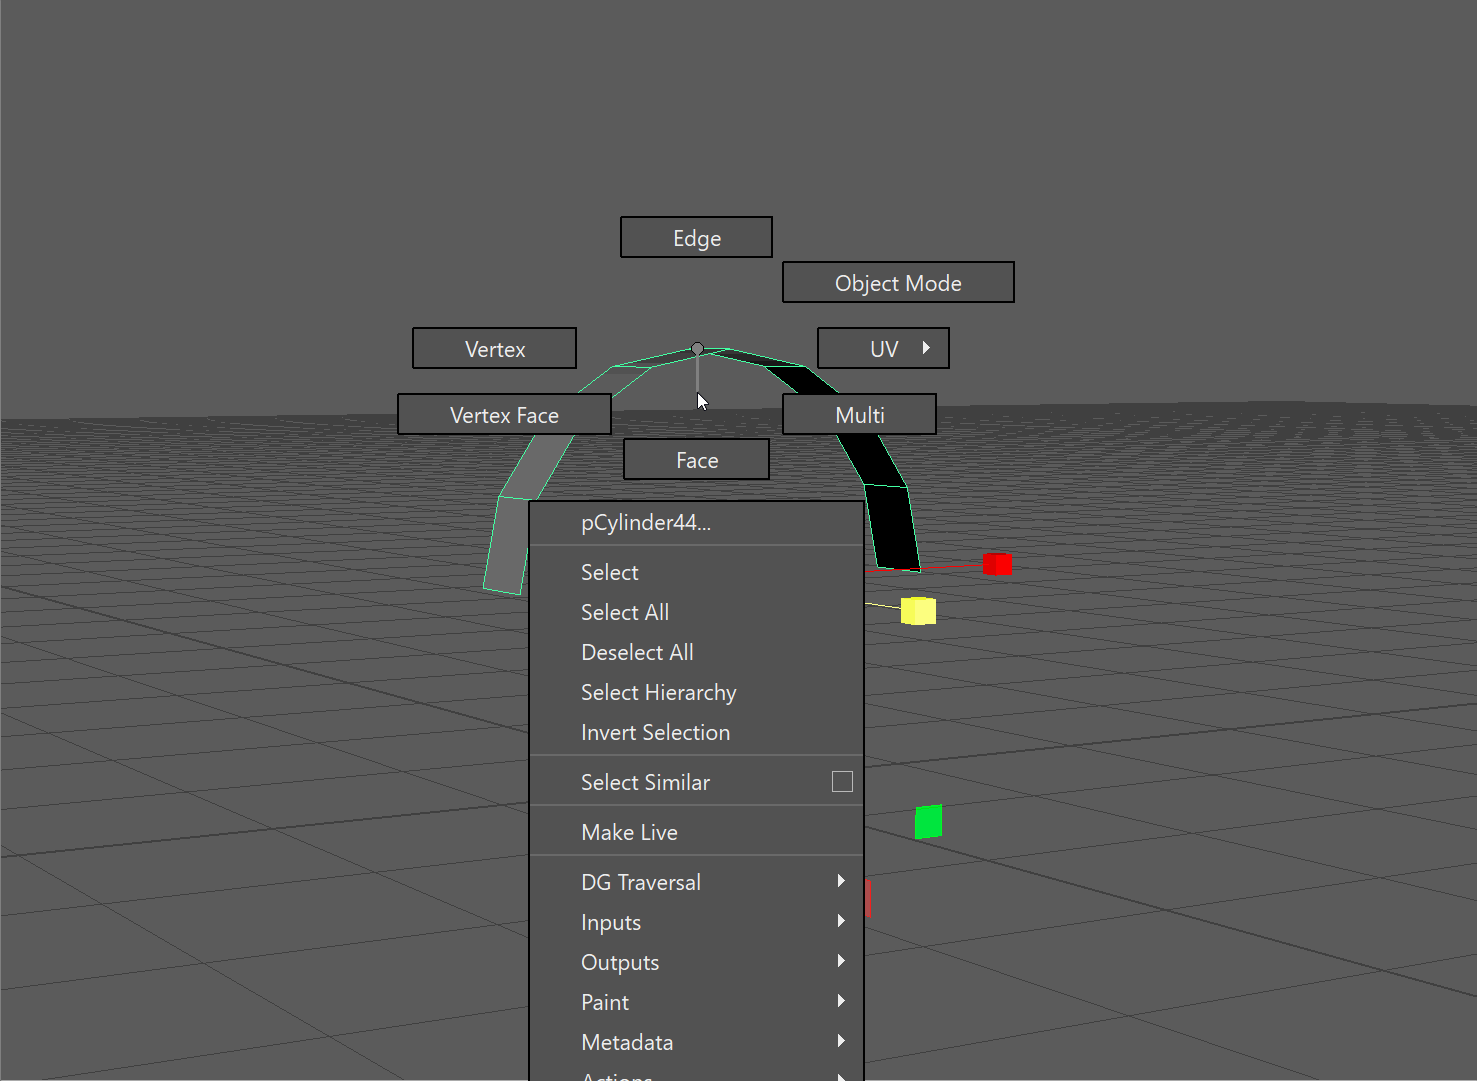 Edge
Object Mode
Vertex
UV
Vertex Face
Multi
Face
pCylinder44...
Select
Select All
Deselect All
Select Hierarchy
Invert Selection
Select Similar
Make Live
DG Traversal
Inputs
Outputs
Paint
Metadata
Actions